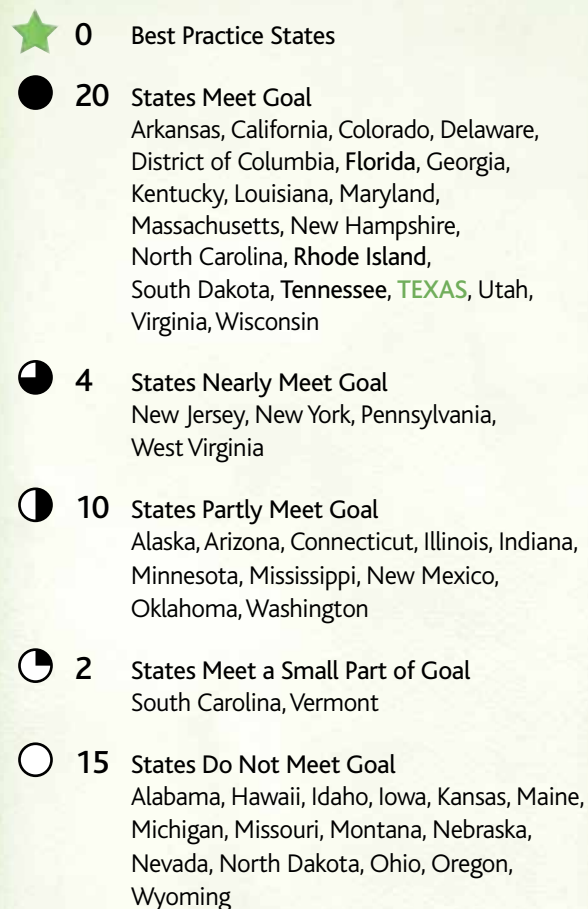 0 Best Practice States
20 States Meet Goal
Arkansas, California, Colorado, Delaware,
District of Columbia, Florida, Georgia,
Kentucky, Louisiana, Maryland,
Massachusetts, New Hampshire,
North Carolina, Rhode Island,
South Dakota, Tennessee, TEXAS, Utah,
Virginia, Wisconsin
4 States Nearly Meet Goal
New Jersey, New York, Pennsylvania,
West Virginia
10 States Partly Meet Goal
Alaska, Arizona, Connecticut, Illinois, Indiana,
Minnesota, Mississippi, New Mexico,
Oklahoma, Washington
2 States Meet a Small Part of Goal
South Carolina, Vermont
15 States Do Not Meet Goal
Alabama, Hawaii, Idaho, Iowa, Kansas, Maine,
Michigan, Missouri, Montana, Nebraska,
Nevada, North Dakota, Ohio, Oregon,
Wyoming